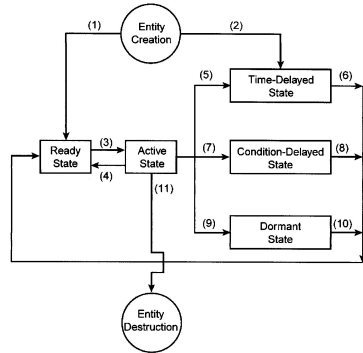 Entity
Creation
(1)
(2)
(5)
Time-Delayed
State
(6)
Ready
State
(3)
(4)
Active
State
(7)
Condition-Delayed
State
(8)
(11)
(9)
Dormant
State
(10)
Entity
Destruction